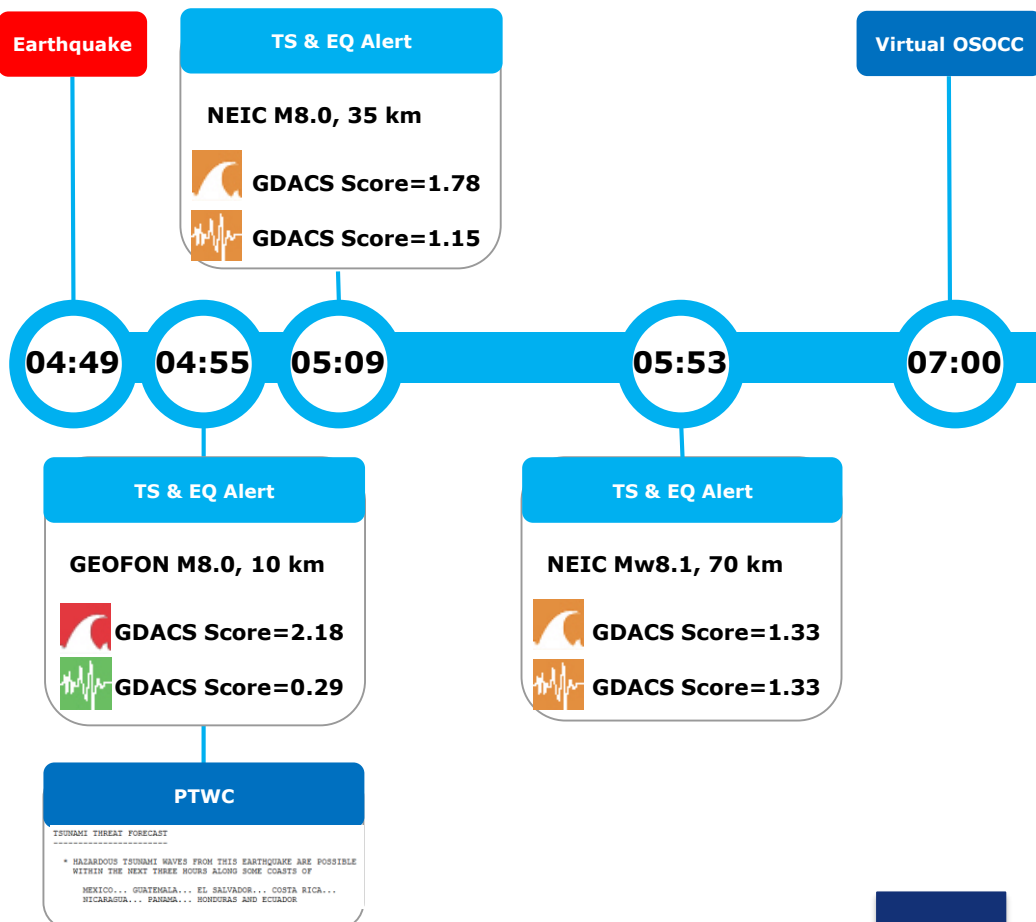 Earthquake
TS & EQ Alert
NEIC M8.0, 35 km
GDACS Score=1.78
GDACS Score=1.15
Virtual OSOCC
04:49
04:55
05:09
05:53
07:00
TS & EQ Alert
GEOFON M8.0, 10 km
GDACS Score=2.18
GDACS Score=0.29
TS & EQ Alert
NEIC Mw8.1, 70 km
GDACS Score=1.33
GDACS Score=1.33
PTWC
TSUNAMI THREAT FORECAST
-----------------------
* HAZARDOUS TSUNAMI WAVES FROM THIS EARTHQUAKE ARE POSSIBLE
WITHIN THE NEXT THREE HOURS ALONG SOME COASTS OF
MEXICO... GUATEMALA... EL SALVADOR... COSTA RICA...
NICARAGUA... PANAMA... HONDURAS AND ECUADOR